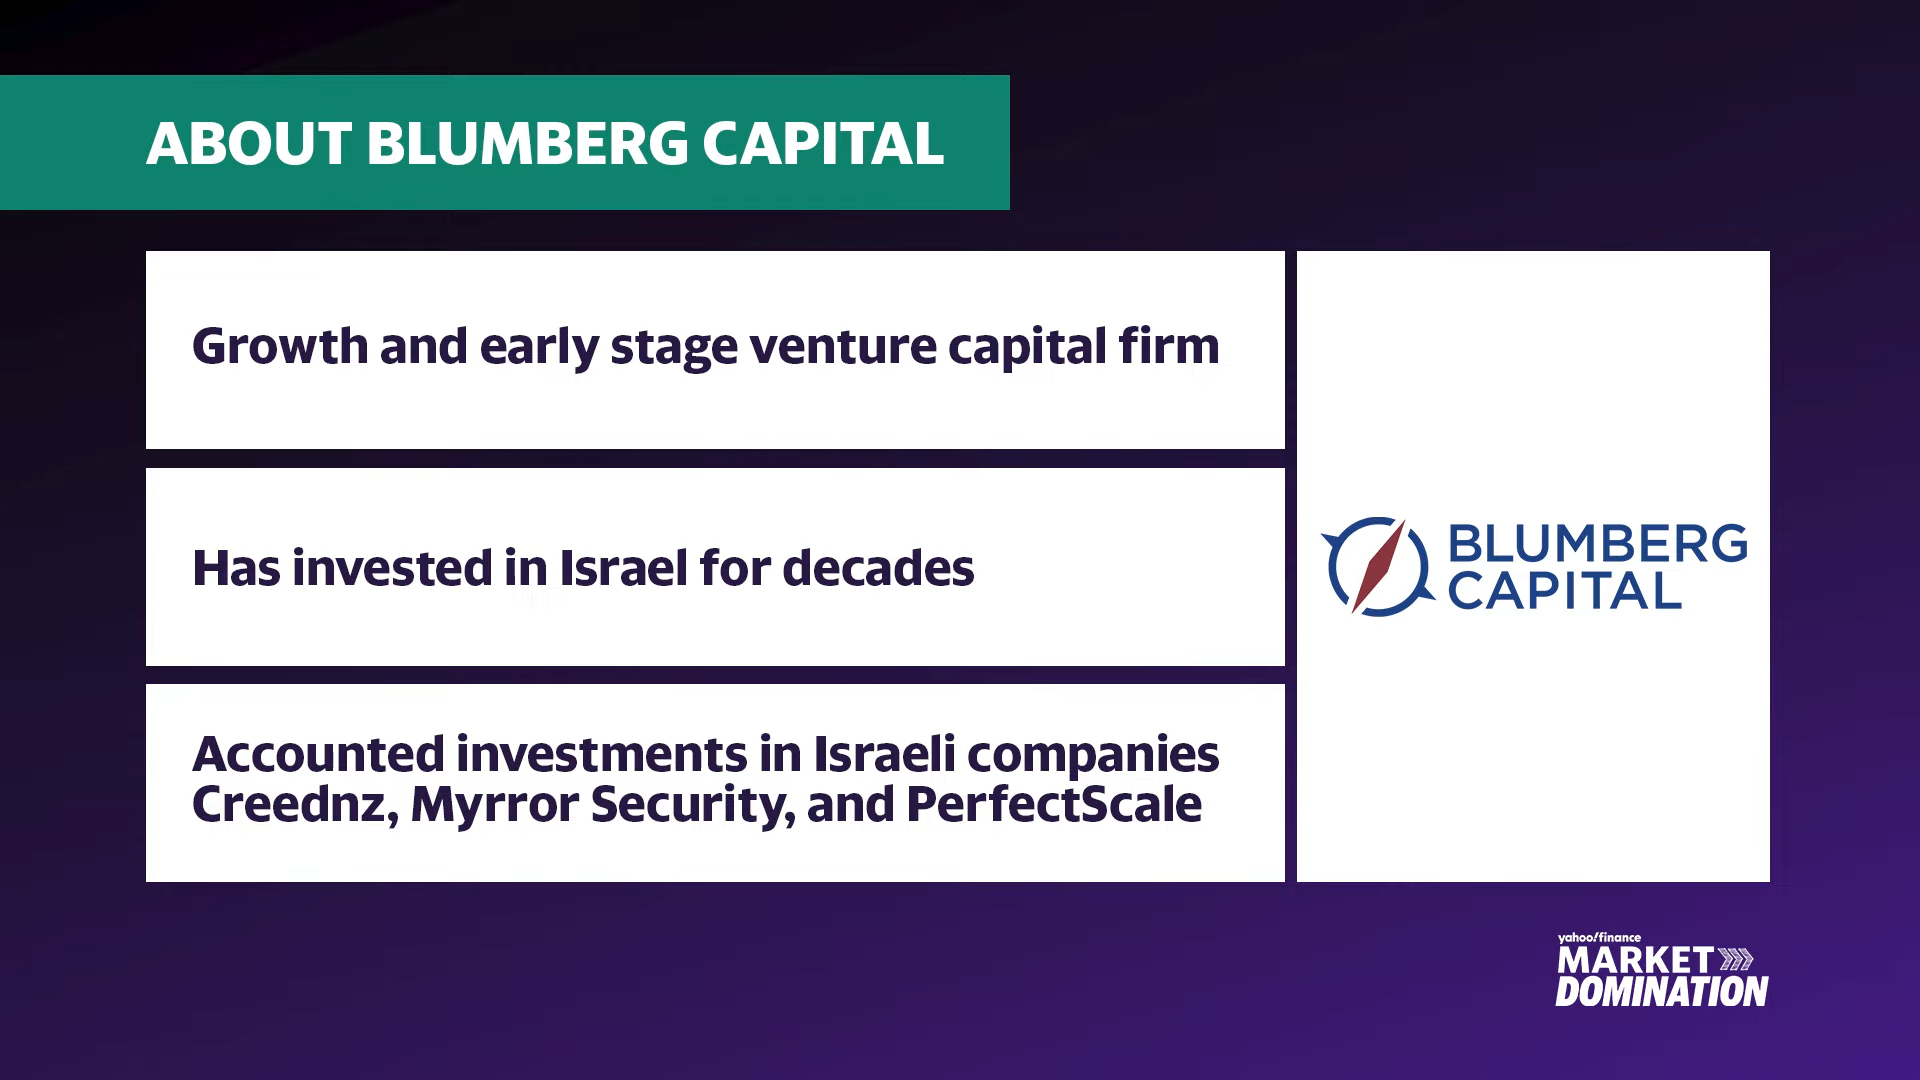 ABOUT BLUMBERG CAPITAL
Growth and early stage venture capital firm
Has invested in Israel for decades
Accounted investments in Israeli companies
Creednz, Myrror Security, and PerfectScale
BLUMBERG
CAPITAL
yahoo!finance
MARKET
DOMINATION